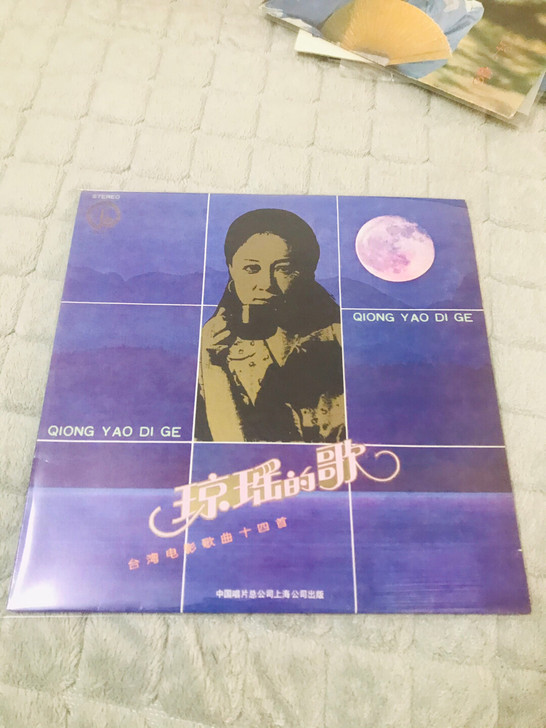 STEREO
QIONG YAO DI GE
QIONG YAO DI GE
琼瑶的歌
台湾电影歌曲十四首
中国唱片总公司上海公司出版